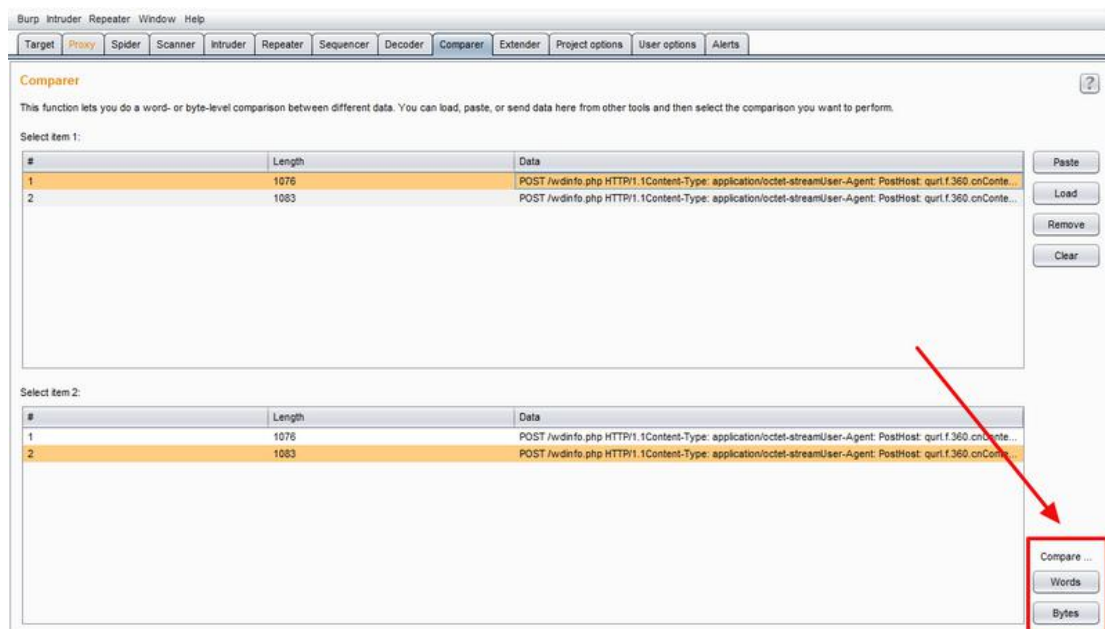 Burp Intruder Repeater Window Help
Target Proxy Spider Scanner Intruder Repeater Sequencer Decoder Comparer Extender Project options User options Alerts
Comparer
?
This function lets you do a word- or byte-level comparison between different data. You can load, paste, or send data here from other tools and then select the comparison you want to perform.
Select item 1:
# Length Data
Paste
1 1076 POST /wdinfo.php HTTP/1.1Content-Type: application/octet-streamUser-Agent: PostHost: qurl.f.360.cnConte...
2 1083 POST /wdinfo.php HTTP/1.1Content-Type: application/octet-streamUser-Agent: PostHost: qurl.f.360.cnConte...
Load
Remove
Clear
Select item 2:
# Length Data
1 1076 POST /wdinfo.php HTTP/1.1Content-Type: application/octet-streamUser-Agent: PostHost: qurl.f.360.cnConte...
2 1083 POST /wdinfo.php HTTP/1.1Content-Type: application/octet-streamUser-Agent: PostHost: qurl.f.360.cnConte...
Compare ...
Words
Bytes